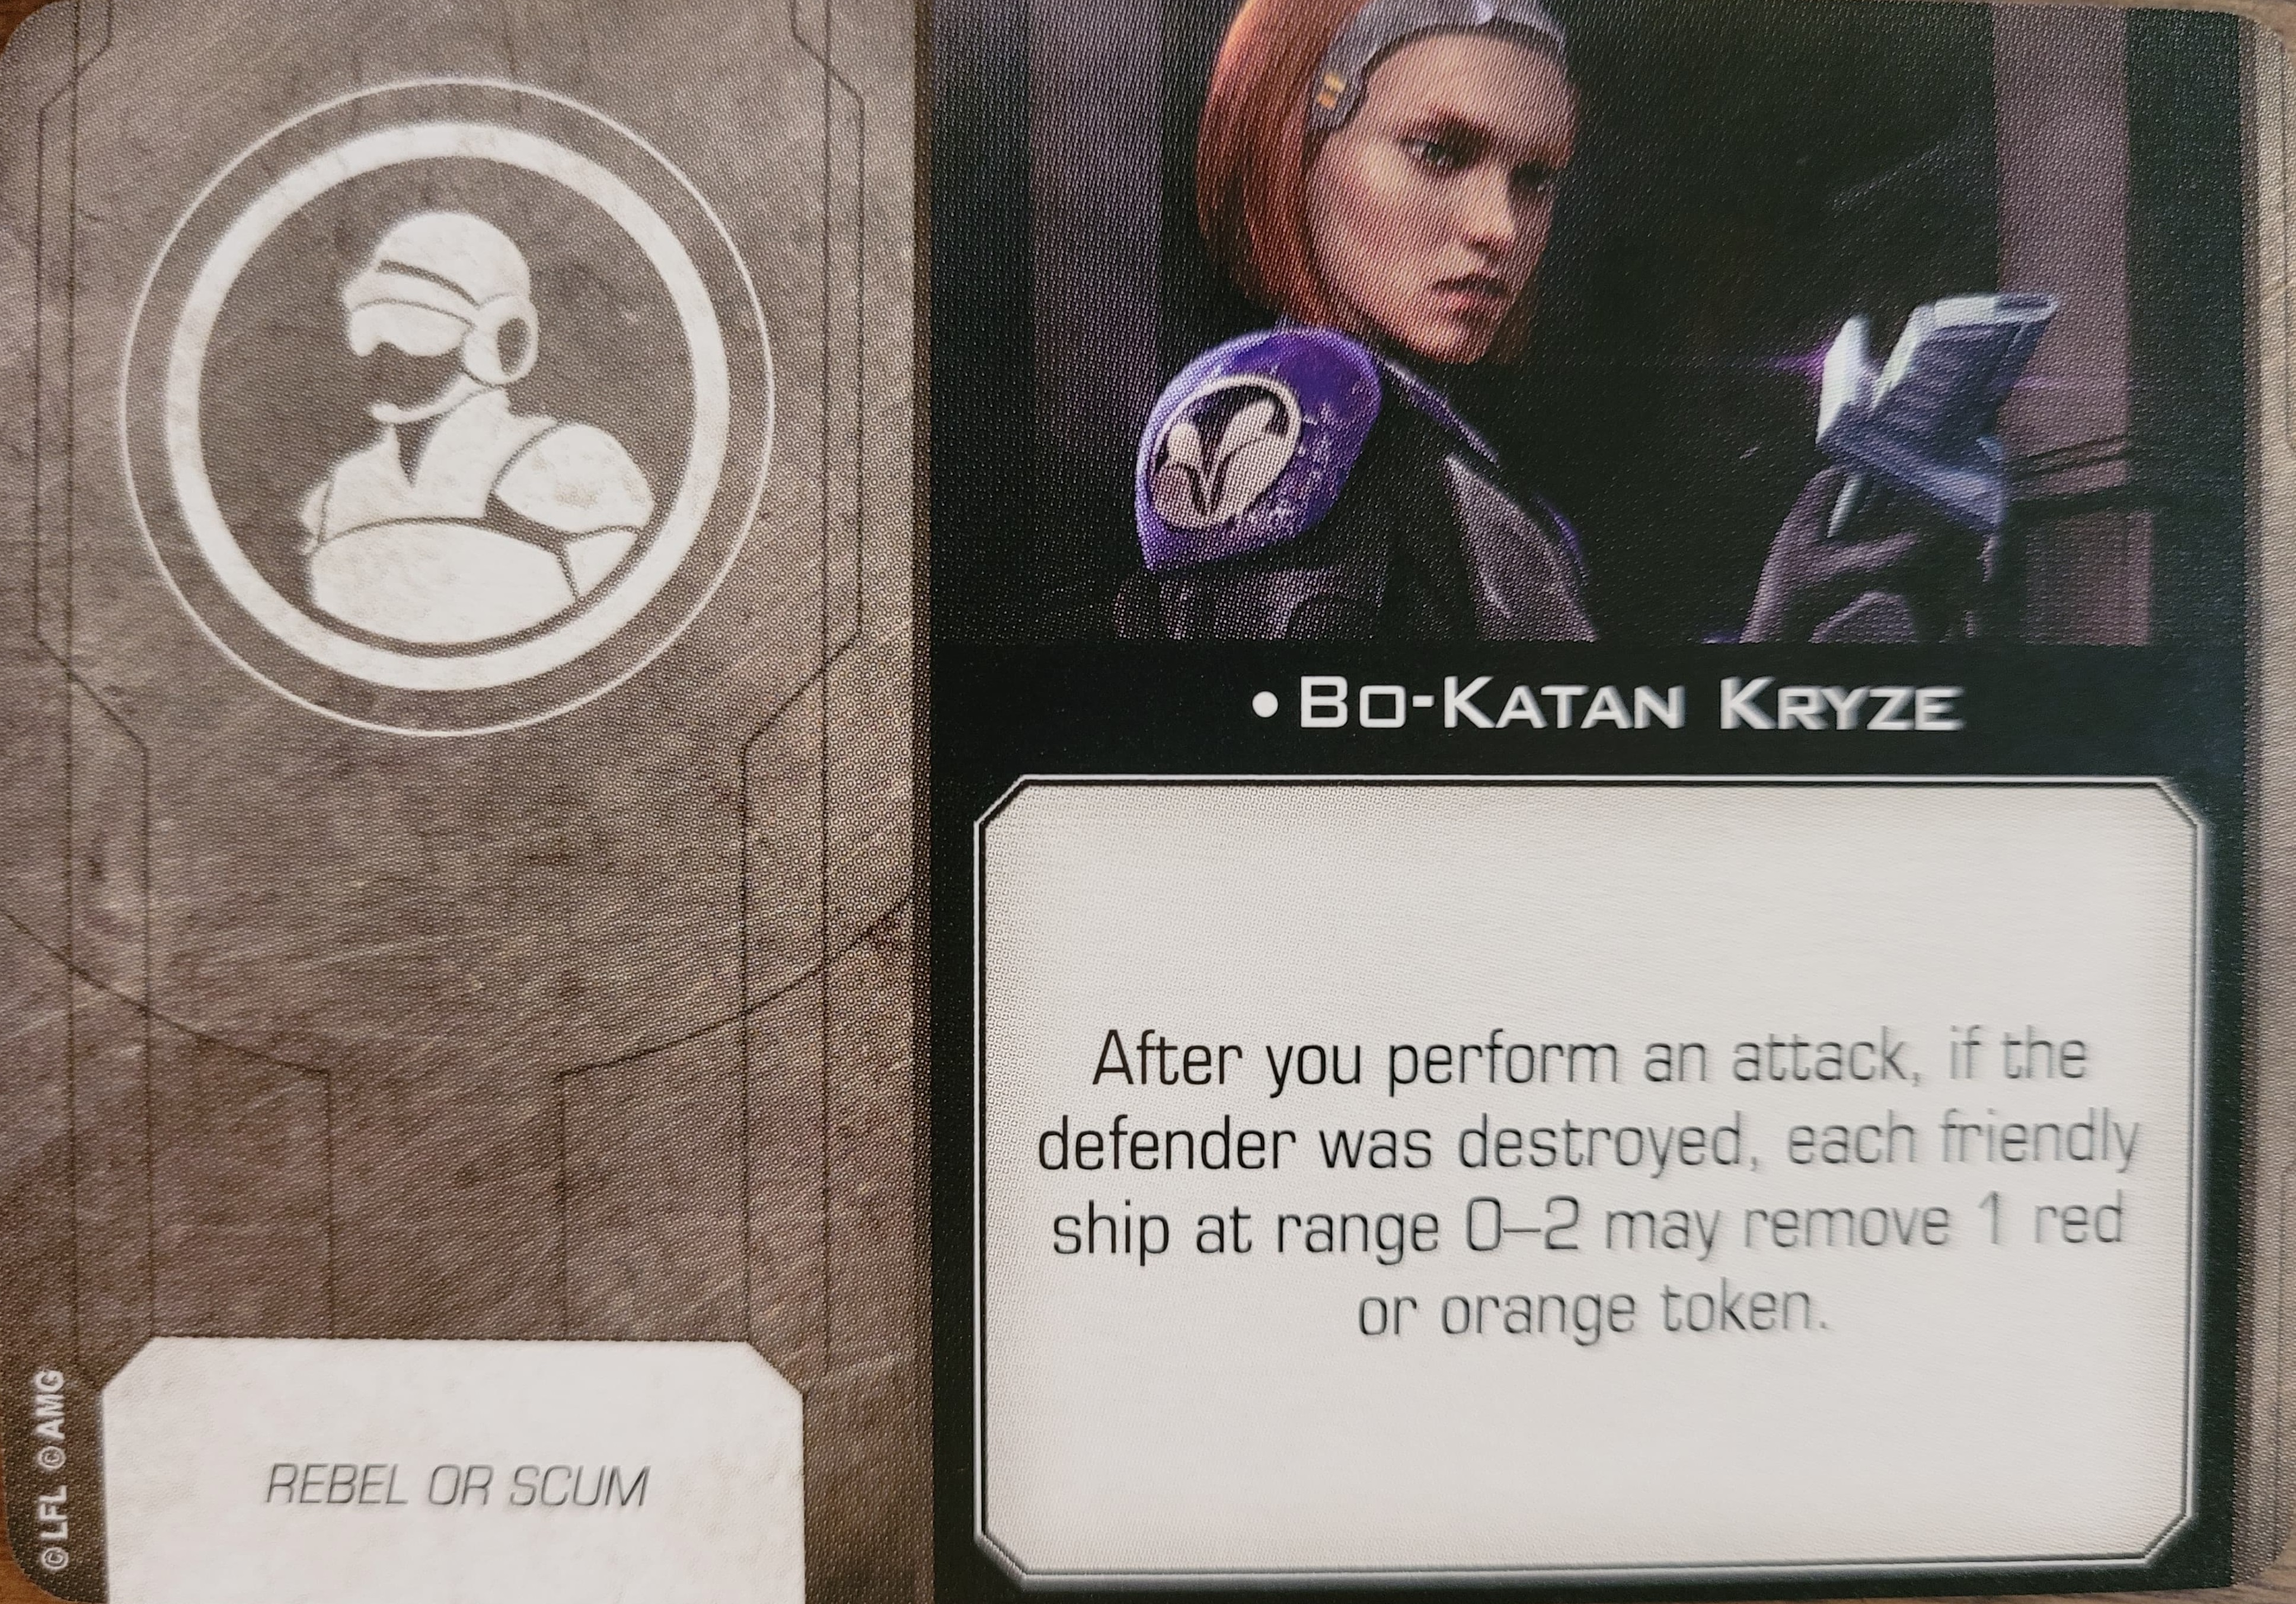 • Bo-Katan Kryze
After you perform an attack, if the
defender was destroyed, each friendly
ship at range 0–2 may remove 1 red
or orange token.
REBEL OR SCUM
©LFL ©AMG